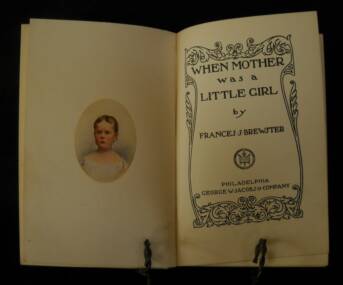 WHEN MOTHER
was a
LITTLE GIRL
by
FRANCES S BREWSTER
PHILADELPHIA
GEORGE W JACOBS & COMPANY